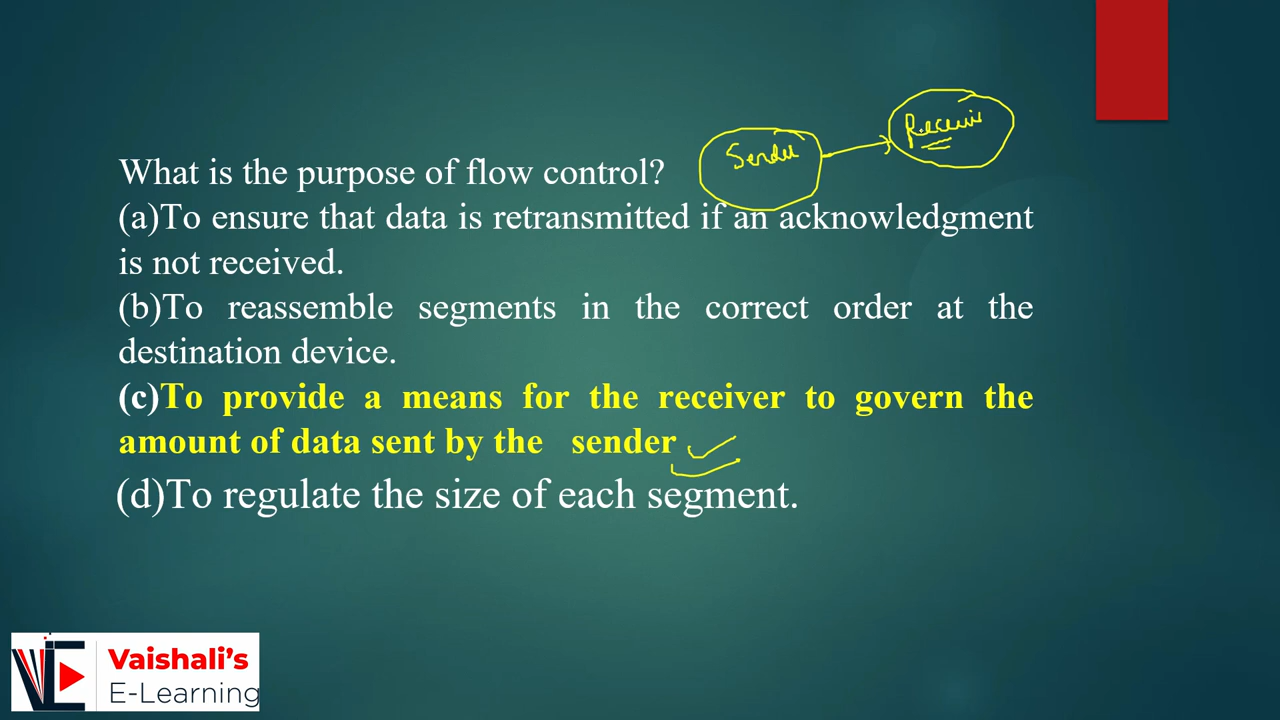 Sender
Receiver
What is the purpose of flow control?
(a)To ensure that data is retransmitted if an acknowledgment
is not received.
(b)To reassemble segments in the correct order at the
destination device.
(c)To provide a means for the receiver to govern the
amount of data sent by the sender
(d)To regulate the size of each segment.
Vaishali's
E-Learning